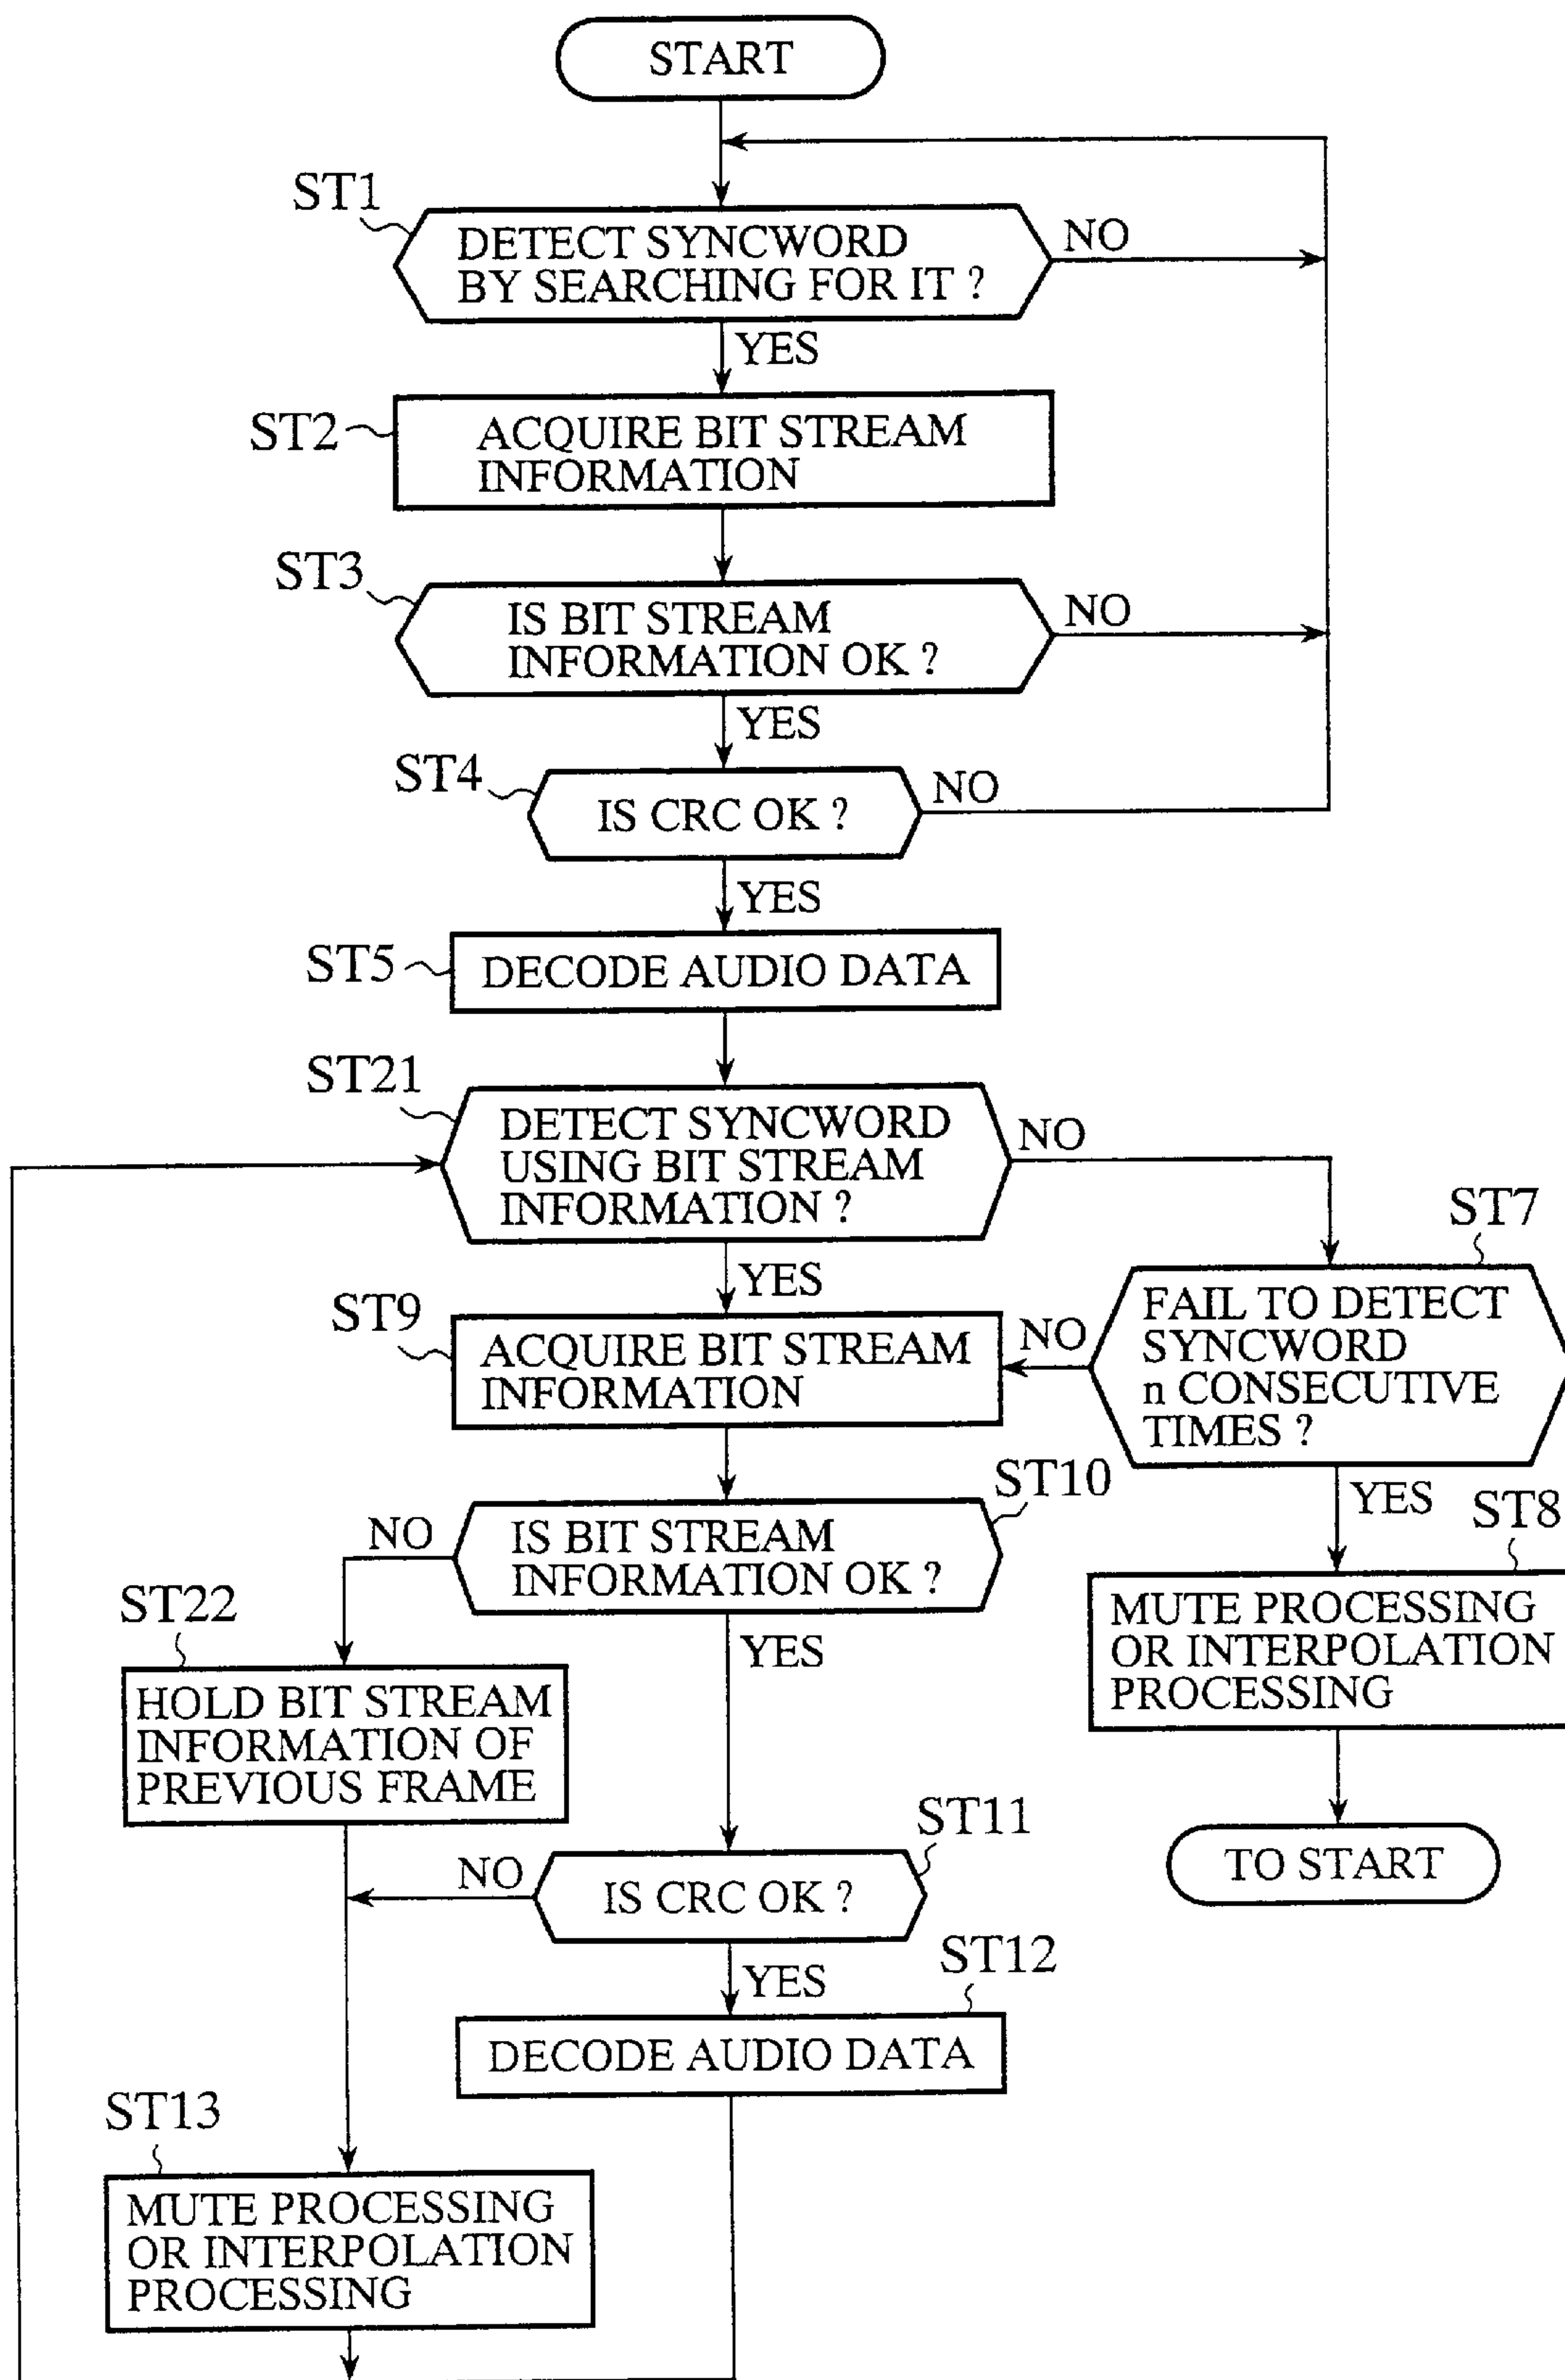 START
ST1
DETECT SYNCWORD
BY SEARCHING FOR IT ?
NO
YES
ST2
ACQUIRE BIT STREAM
INFORMATION
ST3
IS BIT STREAM
INFORMATION OK ?
NO
YES
ST4
IS CRC OK ?
NO
YES
ST5
DECODE AUDIO DATA
ST21
DETECT SYNCWORD
USING BIT STREAM
INFORMATION ?
NO
YES
ST7
FAIL TO DETECT
SYNCWORD
n CONSECUTIVE
TIMES ?
NO
YES
ST8
MUTE PROCESSING
OR INTERPOLATION
PROCESSING
TO START
ST9
ACQUIRE BIT STREAM
INFORMATION
ST10
IS BIT STREAM
INFORMATION OK ?
NO
YES
ST22
HOLD BIT STREAM
INFORMATION OF
PREVIOUS FRAME
ST11
IS CRC OK ?
NO
YES
ST12
DECODE AUDIO DATA
ST13
MUTE PROCESSING
OR INTERPOLATION
PROCESSING